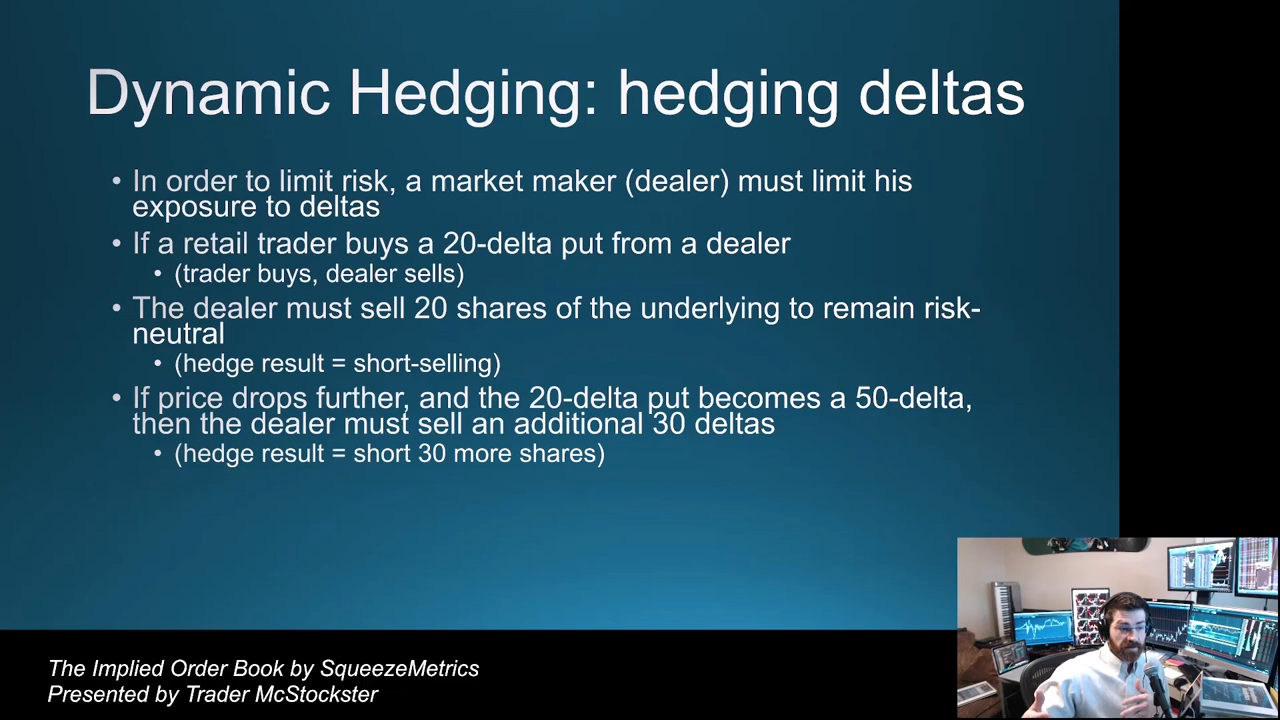 Dynamic Hedging: hedging deltas
• In order to limit risk, a market maker (dealer) must limit his
exposure to deltas
• If a retail trader buys a 20-delta put from a dealer
• (trader buys, dealer sells)
• The dealer must sell 20 shares of the underlying to remain risk-
neutral
• (hedge result = short-selling)
• If price drops further, and the 20-delta put becomes a 50-delta,
then the dealer must sell an additional 30 deltas
• (hedge result = short 30 more shares)
The Implied Order Book by SqueezeMetrics
Presented by Trader McStockster